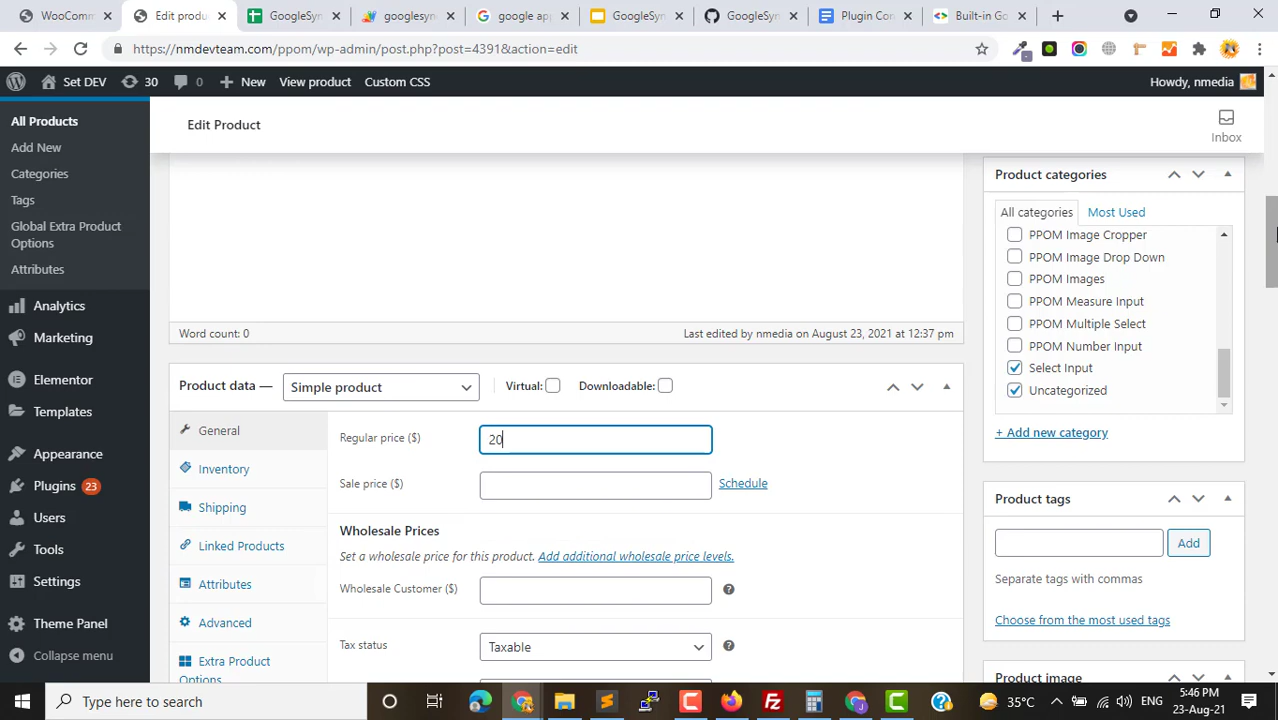 WooComm
Edit produ
GoogleSyn
googlesyn
google app
GoogleSyn
GoogleSyn
Plugin Con
Built-in Go
https://nmdevteam.com/ppom/wp-admin/post.php?post=4391&action=edit
Set DEV 30 0 New View product Custom CSS Howdy, nmedia
All Products
Add New
Categories
Tags
Global Extra Product
Options
Attributes
Analytics
Marketing
Elementor
Templates
Appearance
Plugins 23
Users
Tools
Settings
Theme Panel
Collapse menu
Edit Product
Inbox
Word count: 0 Last edited by nmedia on August 23, 2021 at 12:37 pm
Product data — Simple product Virtual: Downloadable:
General
Inventory
Shipping
Linked Products
Attributes
Advanced
Extra Product
Options
Regular price ($) 20
Sale price ($) Schedule
Wholesale Prices
Set a wholesale price for this product. Add additional wholesale price levels.
Wholesale Customer ($)
Tax status Taxable
Product categories
All categories Most Used
PPOM Image Cropper
PPOM Image Drop Down
PPOM Images
PPOM Measure Input
PPOM Multiple Select
PPOM Number Input
Select Input
Uncategorized
+ Add new category
Product tags
Add
Separate tags with commas
Choose from the most used tags
Product image
Type here to search
35°C
ENG
5:46 PM
23-Aug-21